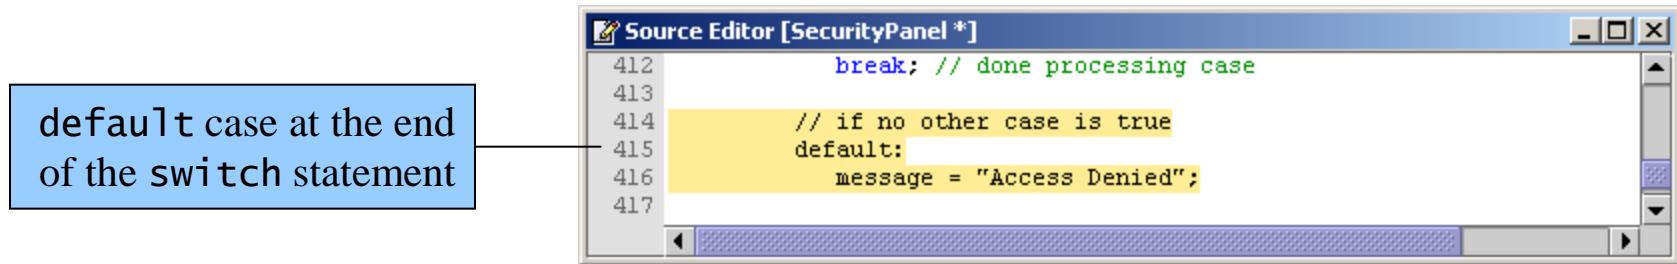 default case at the end
of the switch statement
Source Editor [SecurityPanel *]
412 break; // done processing case
413
414 // if no other case is true
415 default:
416 message = "Access Denied";
417